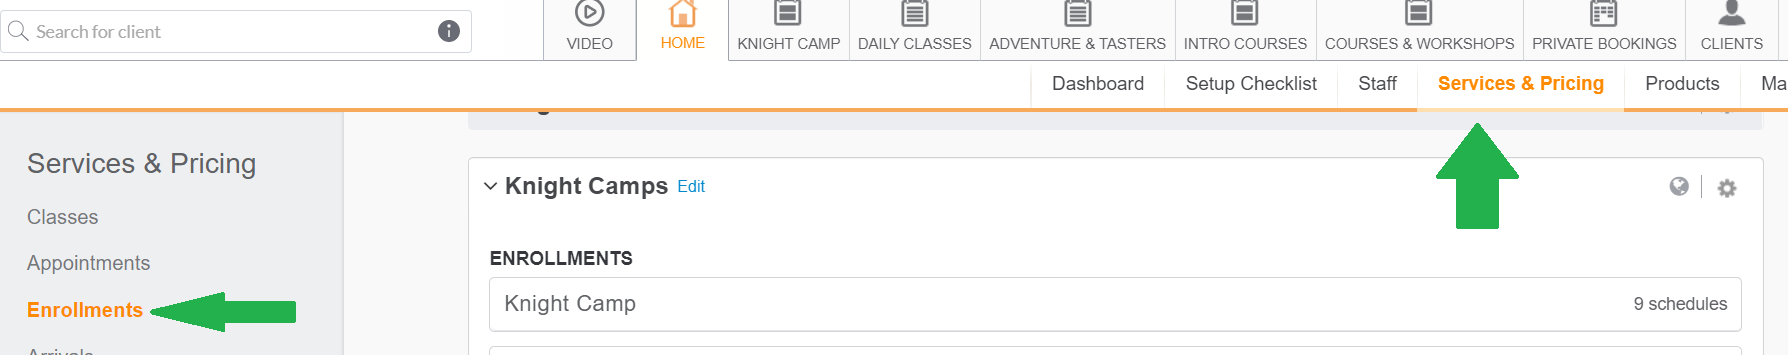 Search for client
VIDEO
HOME
KNIGHT CAMP
DAILY CLASSES
ADVENTURE & TASTERS
INTRO COURSES
COURSES & WORKSHOPS
PRIVATE BOOKINGS
CLIENTS
Dashboard
Setup Checklist
Staff
Services & Pricing
Products
Ma
Services & Pricing
Classes
Appointments
Enrollments
Arrivals
Knight Camps Edit
ENROLLMENTS
Knight Camp 9 schedules